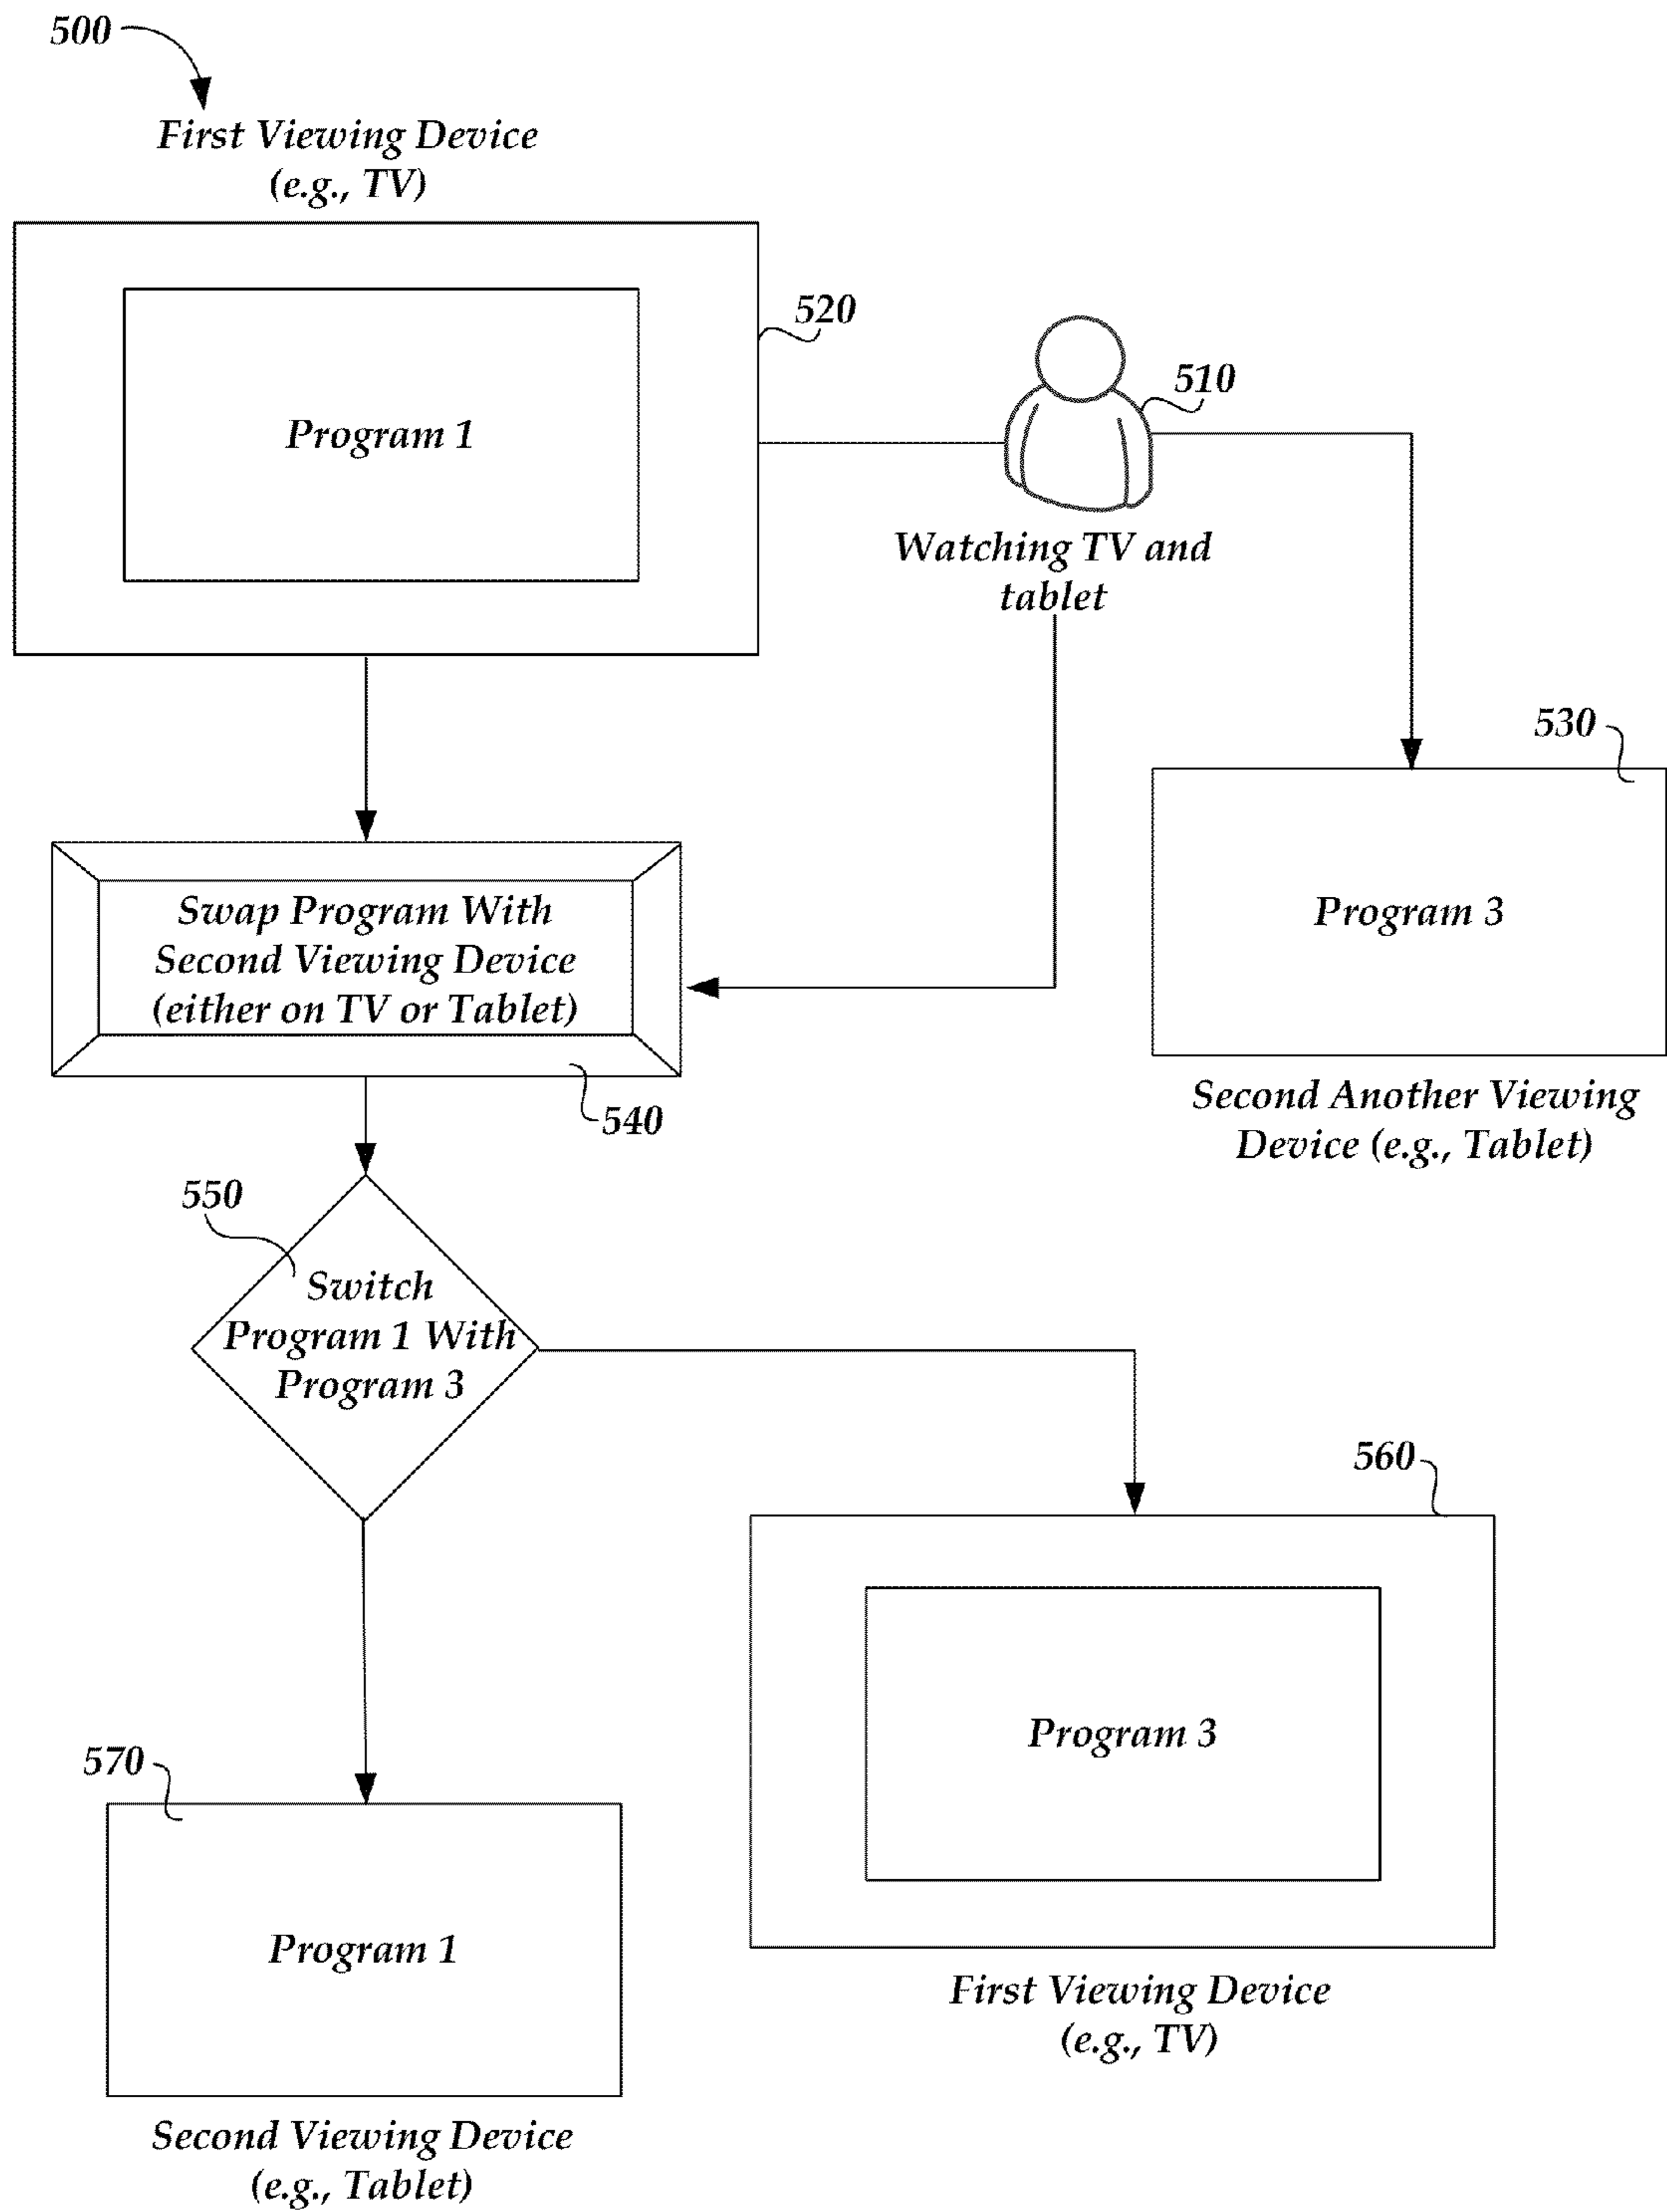 500
First Viewing Device
(e.g., TV)
520
Program 1
510
Watching TV and
tablet
530
Program 3
Second Another Viewing
Device (e.g., Tablet)
Swap Program With
Second Viewing Device
(either on TV or Tablet)
540
550
Switch
Program 1 With
Program 3
560
Program 3
First Viewing Device
(e.g., TV)
570
Program 1
Second Viewing Device
(e.g., Tablet)